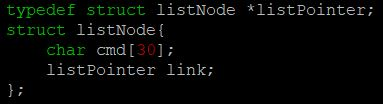 typedef struct listNode *listPointer;
struct listNode{
    char cmd[30];
    listPointer link;
};